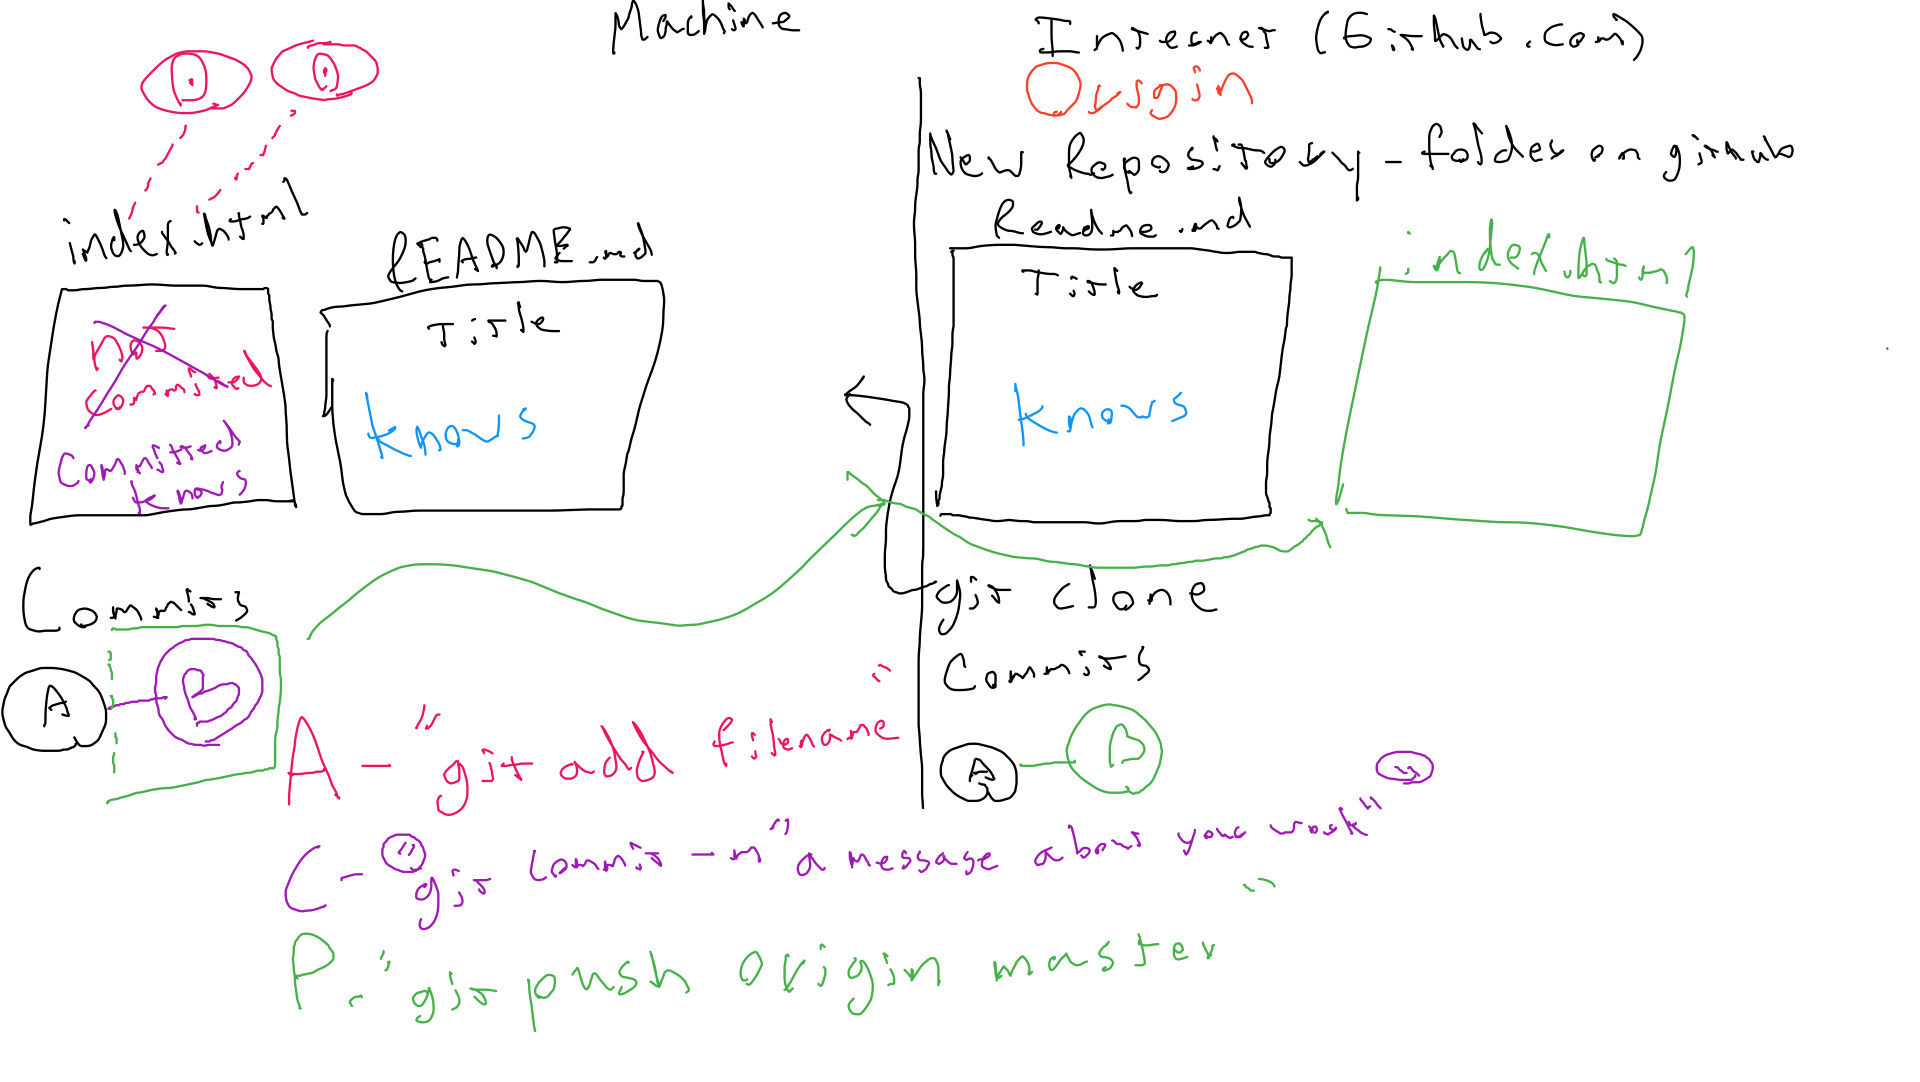 Machine
Internet (Github.com)
Origin
New Repository - folder on github
index.html
README.md
Readme.md
index.html
not
committed
Committed
knows
Title
knows
Title
knows
git clone
Commits
A
B
Commits
A
B
A - "git add filename"
C - "git commit -m "a message about your work" "
P - "git push origin master"